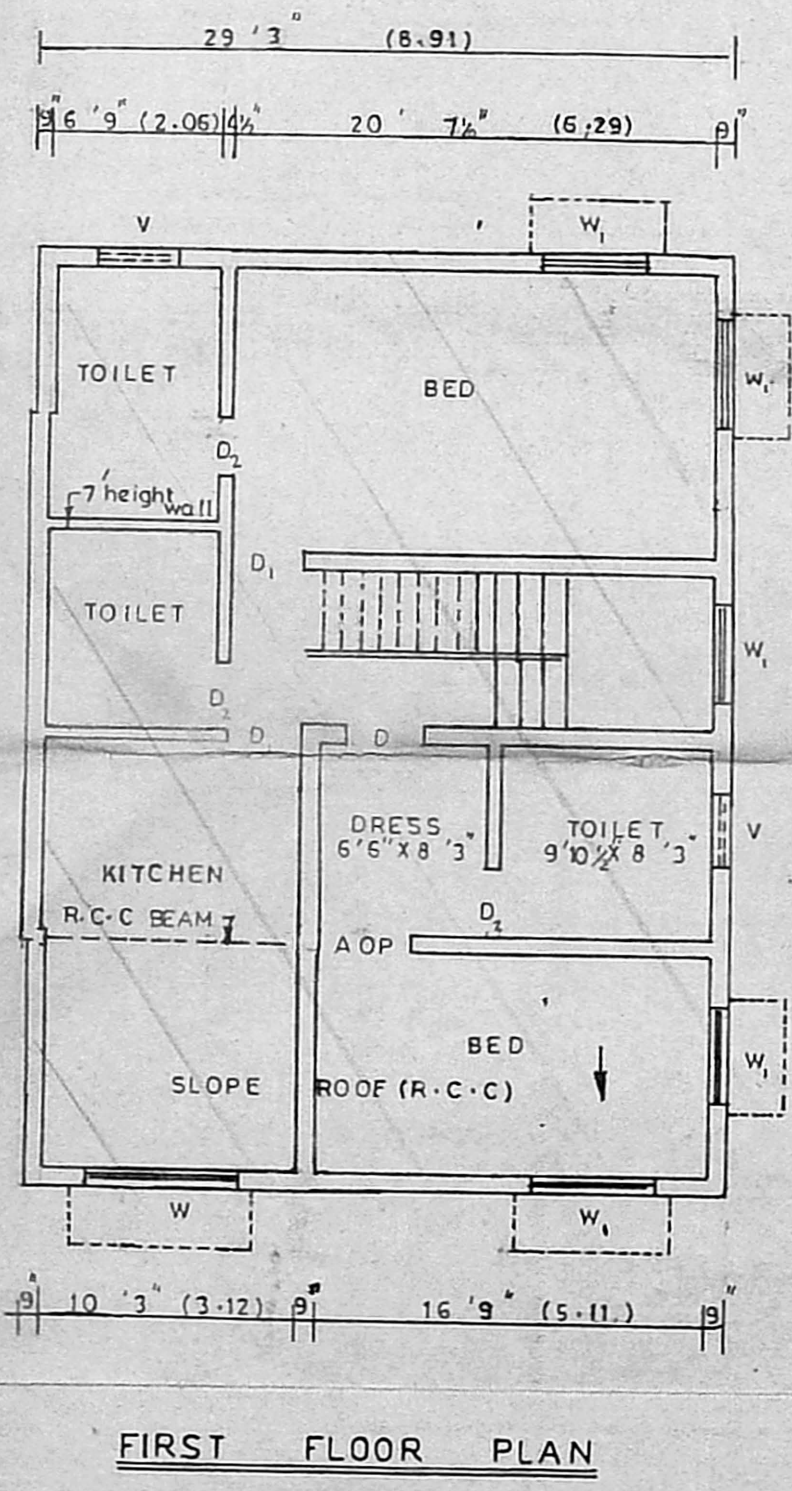 29 '3" (8.91)
9" 6 '9" (2.06) 4½" 20 ' 7½" (6.29) 9"
V W₁
TOILET BED W₁
D₂
7' height wall
D₁
TOILET W₁
D₂
D₁ D
DRESS TOILET V
6'6" X 8 '3" 9'10½" X 8 '3"
KITCHEN
R.C.C BEAM D₂
AOP
BED W₁
SLOPE ROOF (R.C.C)
W W₁
9" 10 '3" (3.12) 9" 16 '9" (5.11.) 9"
FIRST FLOOR PLAN